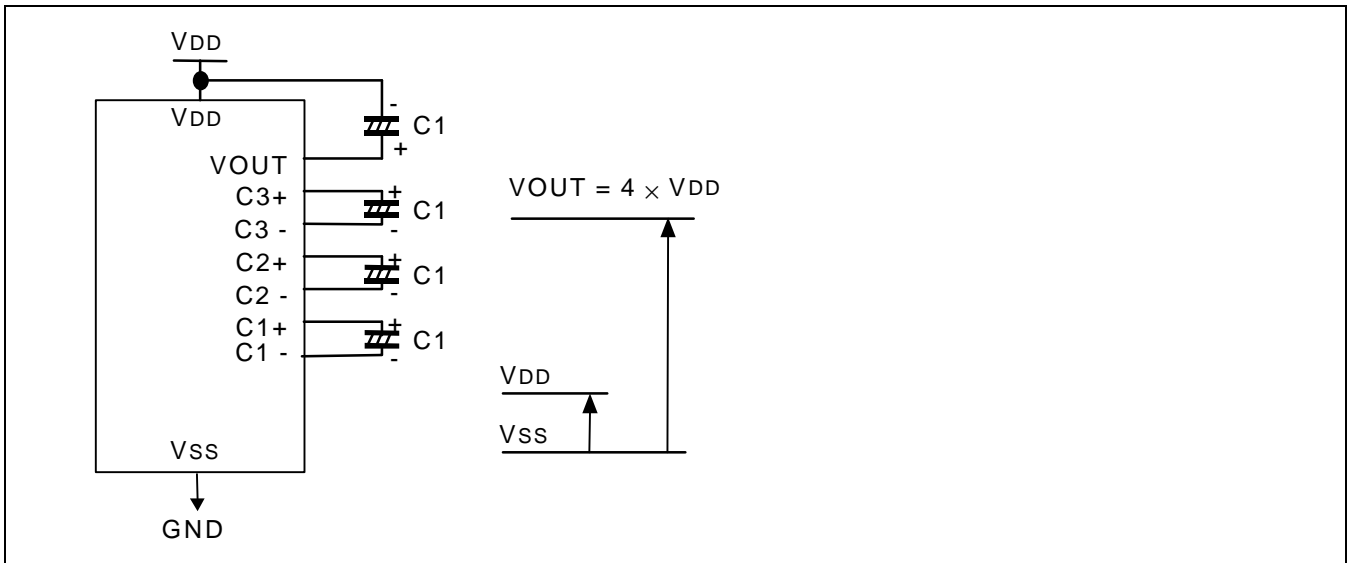 VDD
VDD
- C1
+
VOUT
C3+ + C1
C3 - -
C2+ + C1
C2 - -
C1+ + C1
C1 - -
VSS
GND
VOUT = 4 × VDD
VDD
VSS